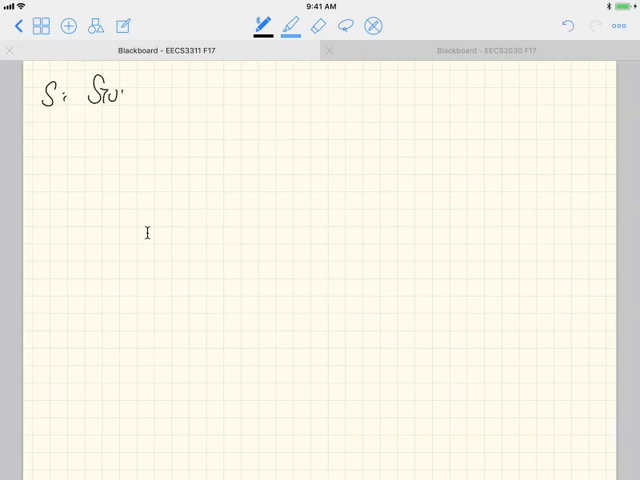 9:41 AM
Blackboard - EECS3311 F17
Blackboard - EECS2030 F17
S: